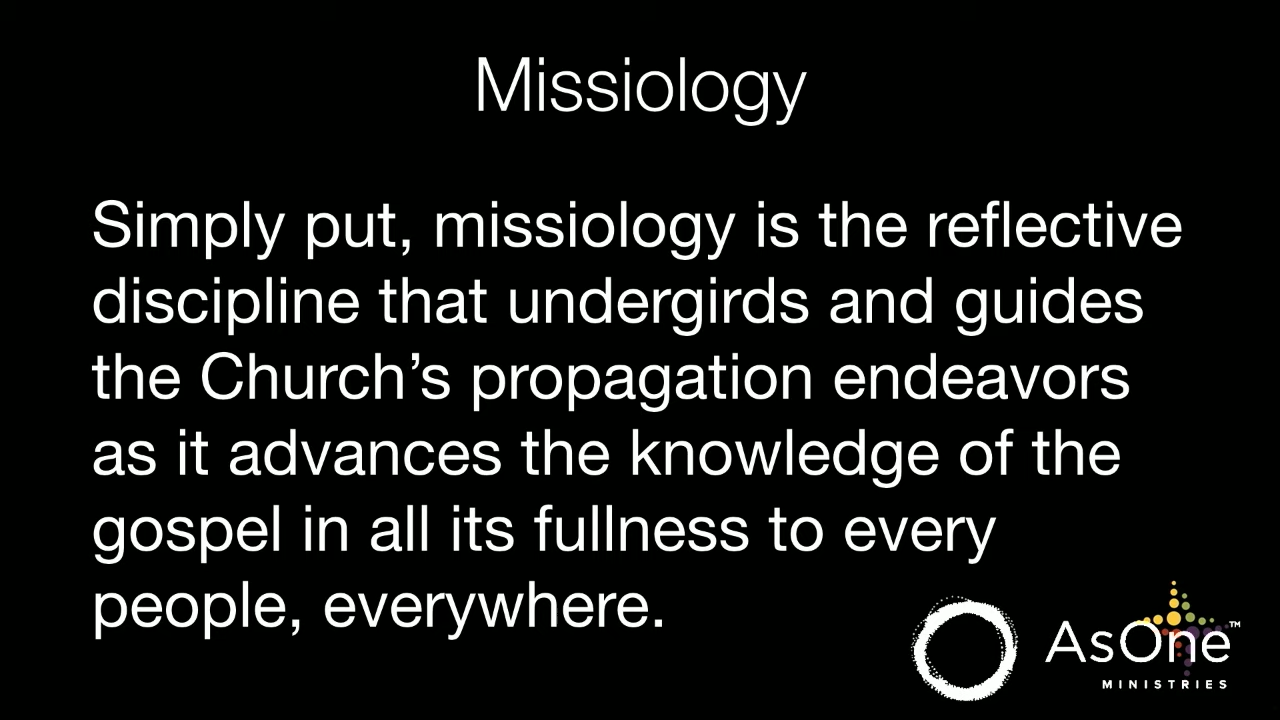 Missiology
Simply put, missiology is the reflective
discipline that undergirds and guides
the Church’s propagation endeavors
as it advances the knowledge of the
gospel in all its fullness to every
people, everywhere.
AsOne™
MINISTRIES